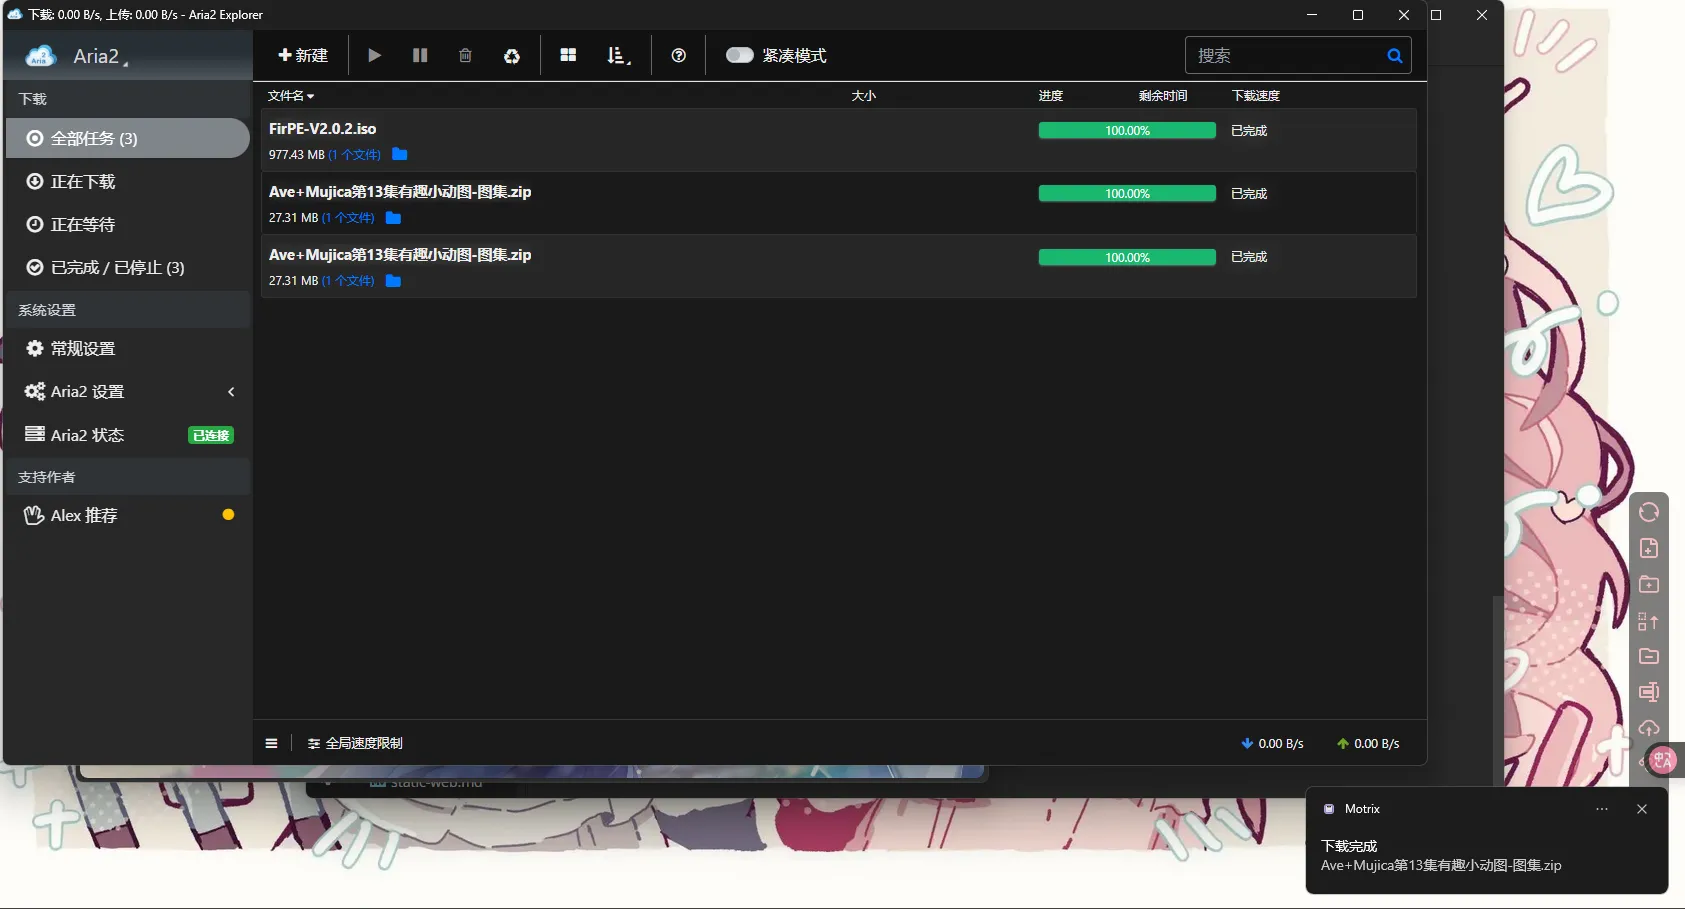 下载: 0.00 B/s, 上传: 0.00 B/s - Aria2 Explorer
Aria2
新建
紧凑模式
搜索
下载
全部任务 (3)
正在下载
正在等待
已完成 / 已停止 (3)
系统设置
常规设置
Aria2 设置
Aria2 状态
已连接
支持作者
Alex 推荐
文件名 大小 进度 剩余时间 下载速度
FirPE-V2.0.2.iso
100.00% 已完成
977.43 MB (1 个文件)
Ave+Mujica第13集有趣小动图-图集.zip
100.00% 已完成
27.31 MB (1 个文件)
Ave+Mujica第13集有趣小动图-图集.zip
100.00% 已完成
27.31 MB (1 个文件)
全局速度限制
0.00 B/s
0.00 B/s
static-web.md
中A
Motrix
下载完成
Ave+Mujica第13集有趣小动图-图集.zip